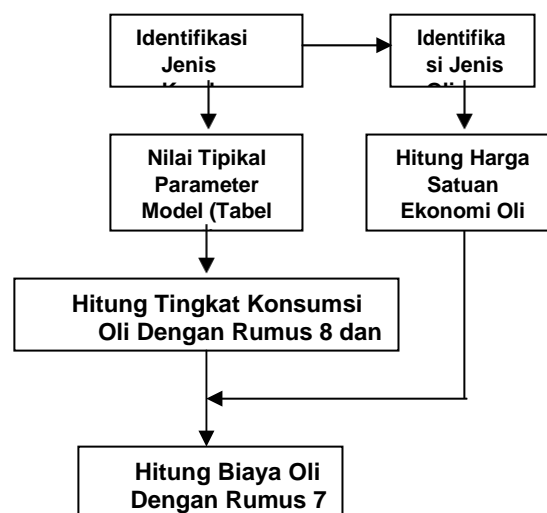 Identifikasi
Jenis
Identifika
si Jenis
Nilai Tipikal
Parameter
Model (Tabel
Hitung Harga
Satuan
Ekonomi Oli
Hitung Tingkat Konsumsi
Oli Dengan Rumus 8 dan
Hitung Biaya Oli
Dengan Rumus 7